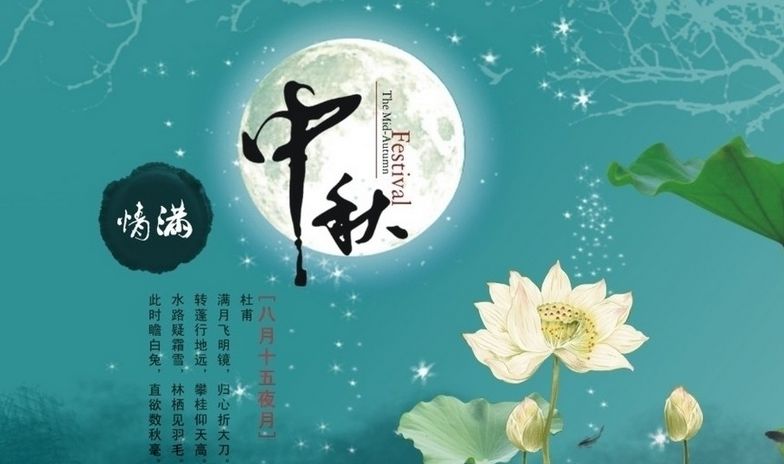 中秋
The Mid-Autumn
Festival
情满
[八月十五夜月]
杜甫
满月飞明镜，归心折大刀。
转蓬行地远，攀桂仰天高。
水路疑霜雪，林栖见羽毛。
此时瞻白兔，直欲数秋毫。